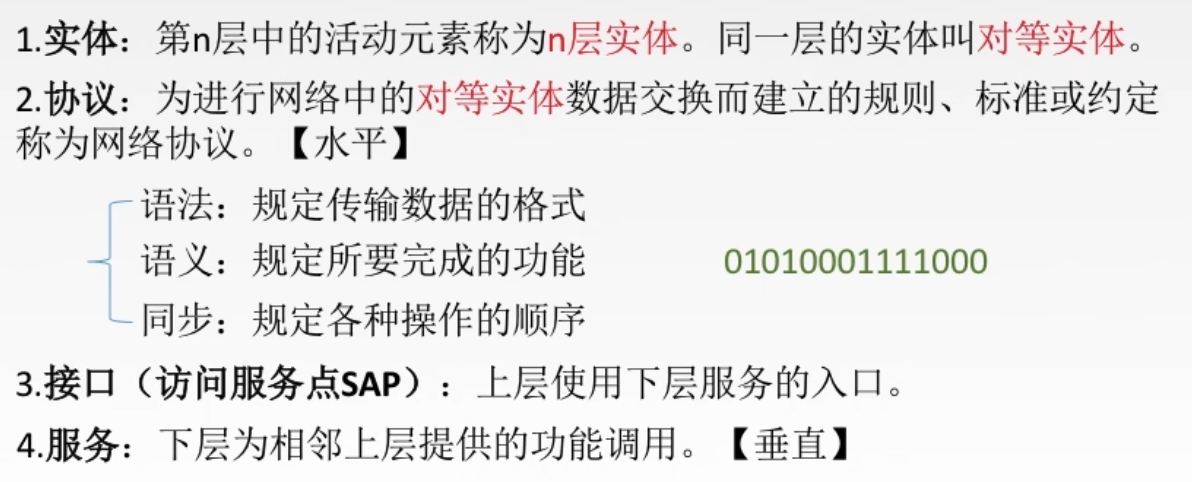 1.实体：第n层中的活动元素称为n层实体。同一层的实体叫对等实体。
2.协议：为进行网络中的对等实体数据交换而建立的规则、标准或约定
称为网络协议。【水平】
语法：规定传输数据的格式
语义：规定所要完成的功能
01010001111000
同步：规定各种操作的顺序
3.接口（访问服务点SAP）：上层使用下层服务的入口。
4.服务：下层为相邻上层提供的功能调用。【垂直】